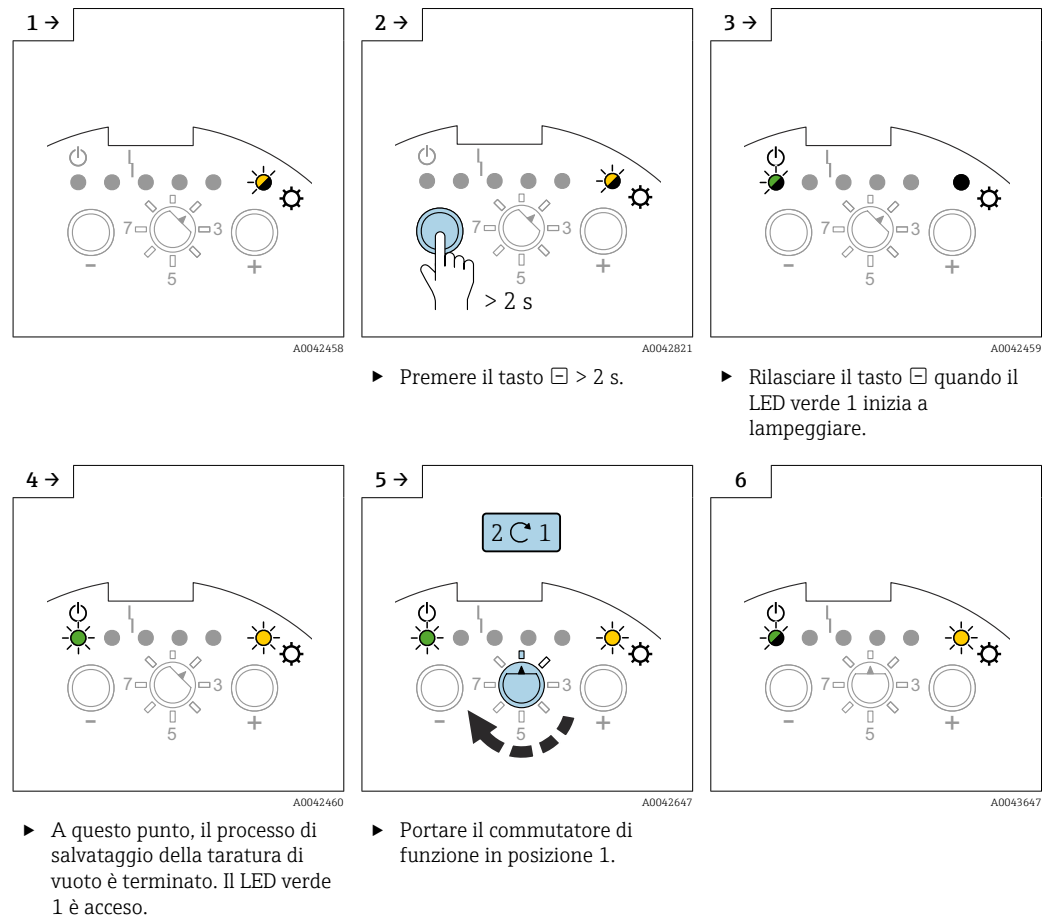 1 →
2 →
3 →
7 3
5
- +
7 3
5
+
> 2 s
7 3
5
- +
A0042458
A0042821
A0042459
► Premere il tasto ⊟ > 2 s.
► Rilasciare il tasto ⊟ quando il
LED verde 1 inizia a
lampeggiare.
4 →
5 →
6
2 ↻ 1
7 3
5
- +
7 3
5
- +
7 3
5
- +
A0042460
A0042647
A0043647
► A questo punto, il processo di
salvataggio della taratura di
vuoto è terminato. Il LED verde
1 è acceso.
► Portare il commutatore di
funzione in posizione 1.